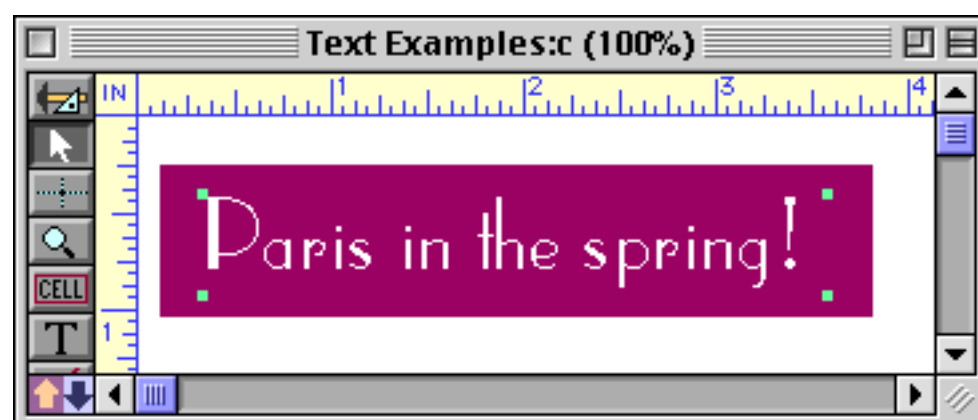 Text Examples:c (100%)
IN 1 2 3 4
CELL
T
1
Paris in the spring!